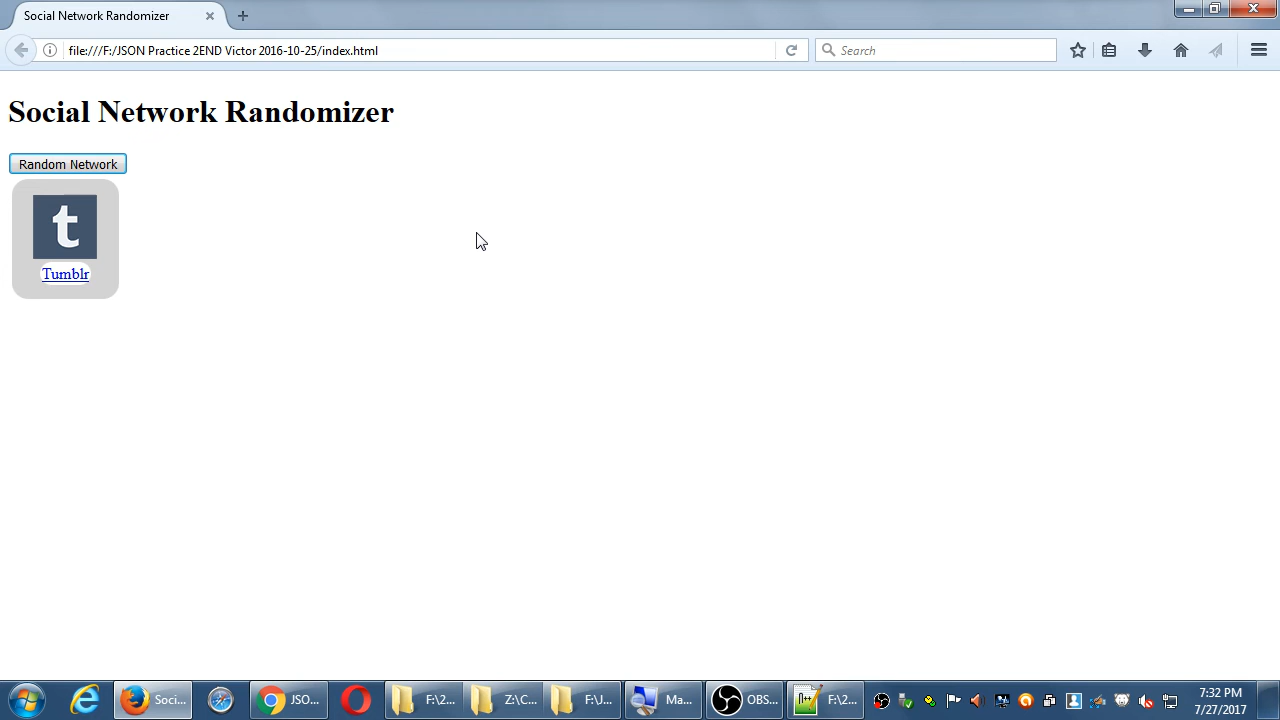 Social Network Randomizer
file:///F:/JSON Practice 2END Victor 2016-10-25/index.html
Search
Social Network Randomizer
Random Network
t
Tumblr
Soci...
JSO...
F:\2...
Z:\C...
F:\J...
Ma...
OBS...
F:\2...
7:32 PM
7/27/2017